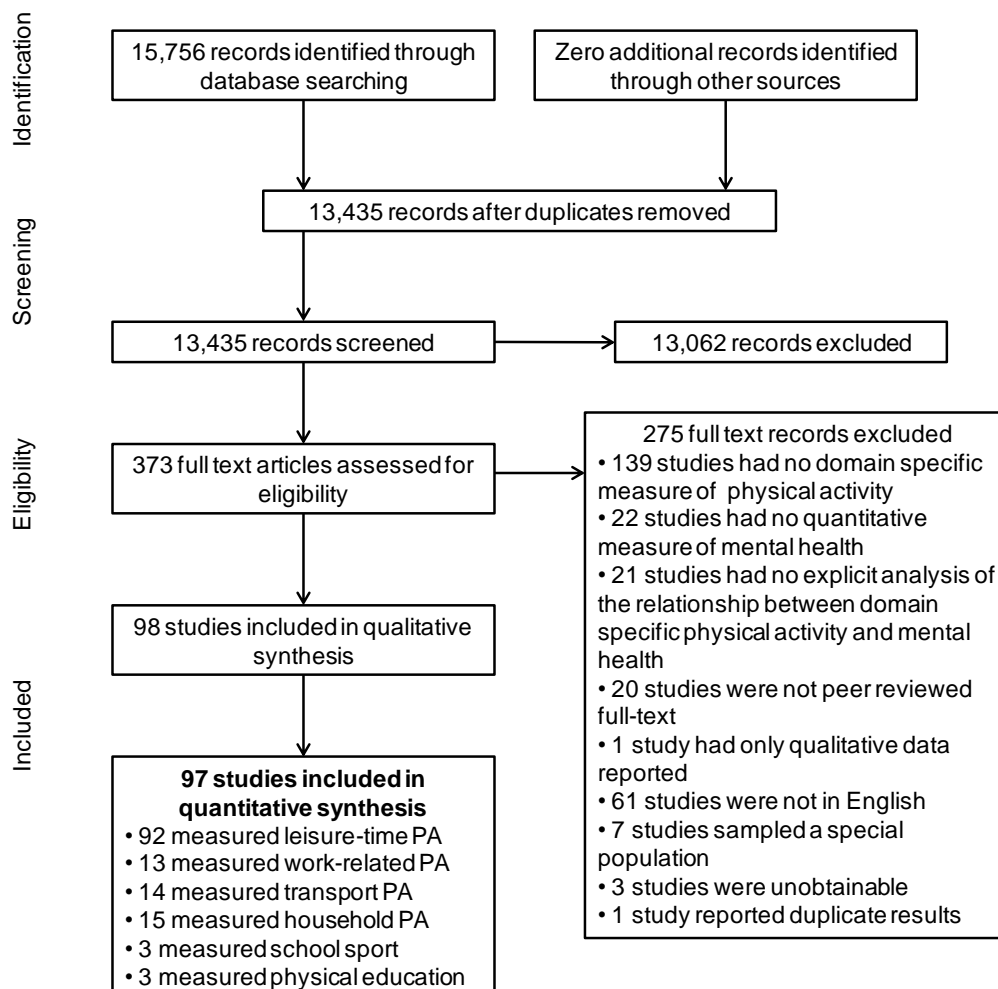 Identification
15,756 records identified through
database searching
Zero additional records identified
through other sources
13,435 records after duplicates removed
Screening
13,435 records screened
13,062 records excluded
Eligibility
373 full text articles assessed for
eligibility
275 full text records excluded
• 139 studies had no domain specific
measure of physical activity
• 22 studies had no quantitative
measure of mental health
• 21 studies had no explicit analysis of
the relationship between domain
specific physical activity and mental
health
• 20 studies were not peer reviewed
full-text
• 1 study had only qualitative data
reported
• 61 studies were not in English
• 7 studies sampled a special
population
• 3 studies were unobtainable
• 1 study reported duplicate results
Included
98 studies included in qualitative
synthesis
97 studies included in
quantitative synthesis
• 92 measured leisure-time PA
• 13 measured work-related PA
• 14 measured transport PA
• 15 measured household PA
• 3 measured school sport
• 3 measured physical education